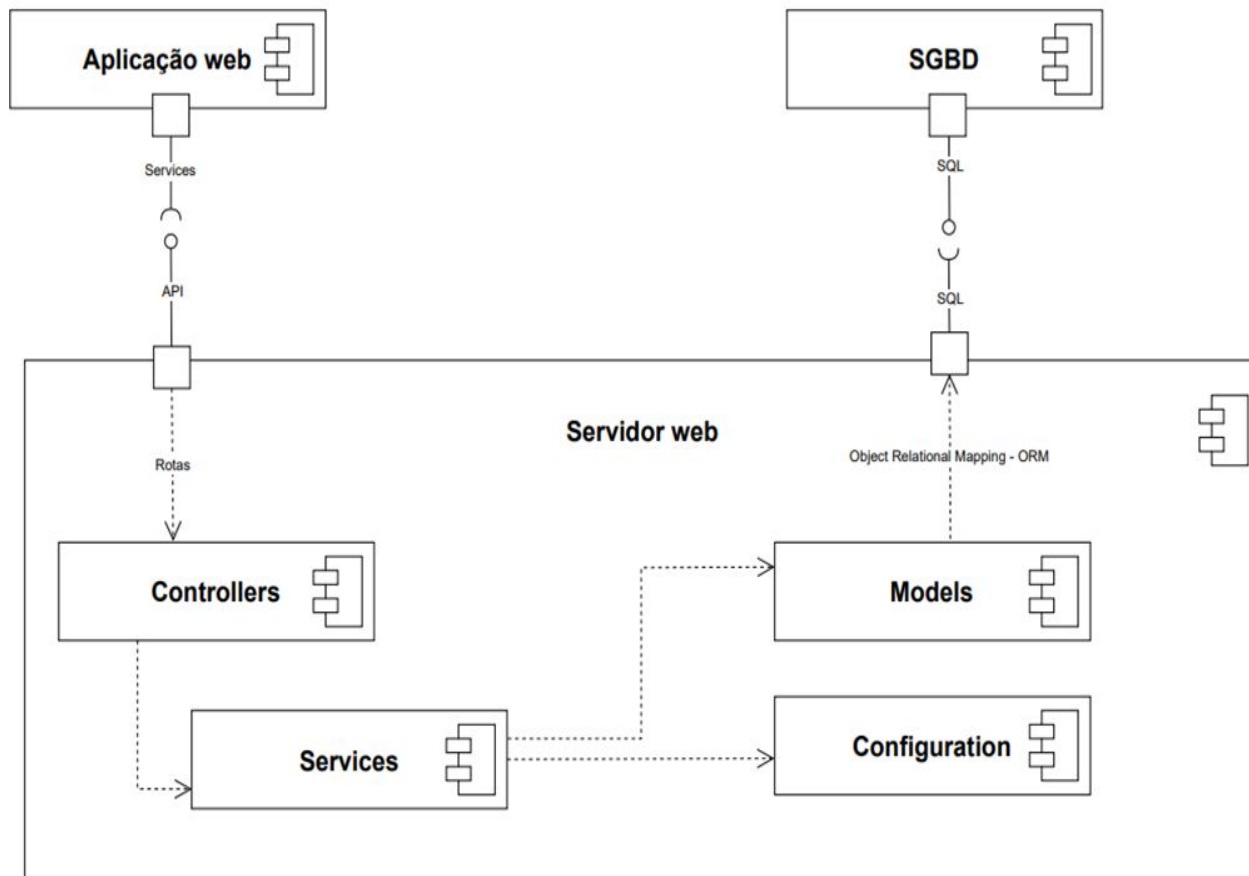 Aplicação web
SGBD
Services
SQL
API
SQL
Servidor web
Rotas
Object Relational Mapping - ORM
Controllers
Models
Services
Configuration